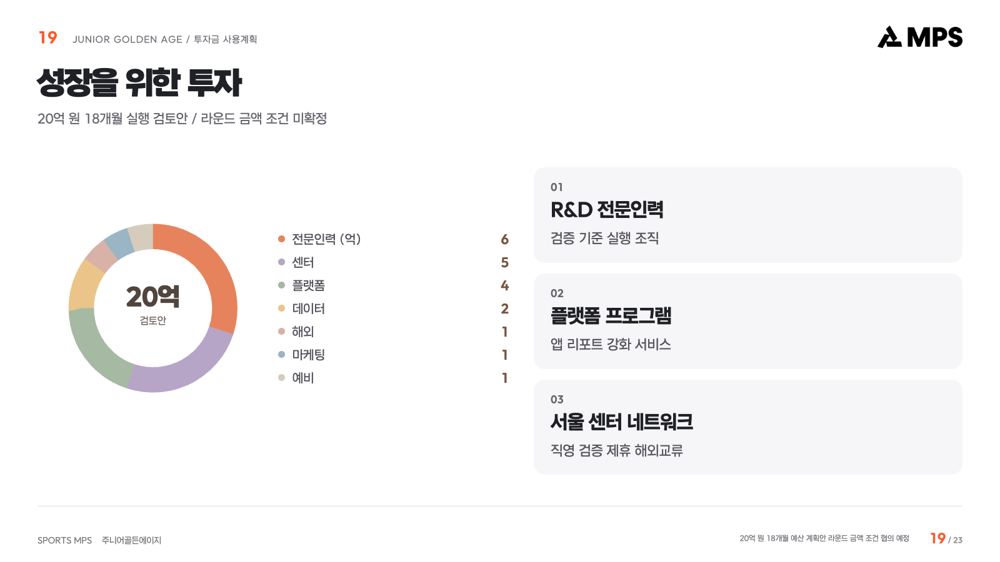 19 JUNIOR GOLDEN AGE / 투자금 사용계획
MPS
성장을 위한 투자
20억 원 18개월 실행 검토안 / 라운드 금액 조건 미확정
20억
검토안
전문인력 (억) 6
센터 5
플랫폼 4
데이터 2
해외 1
마케팅 1
예비 1
01
R&D 전문인력
검증 기준 실행 조직
02
플랫폼 프로그램
앱 리포트 강화 서비스
03
서울 센터 네트워크
직영 검증 제휴 해외교류
SPORTS MPS 주니어골든에이지
20억 원 18개월 예산 계획안 라운드 금액 조건 협의 예정 19 / 23